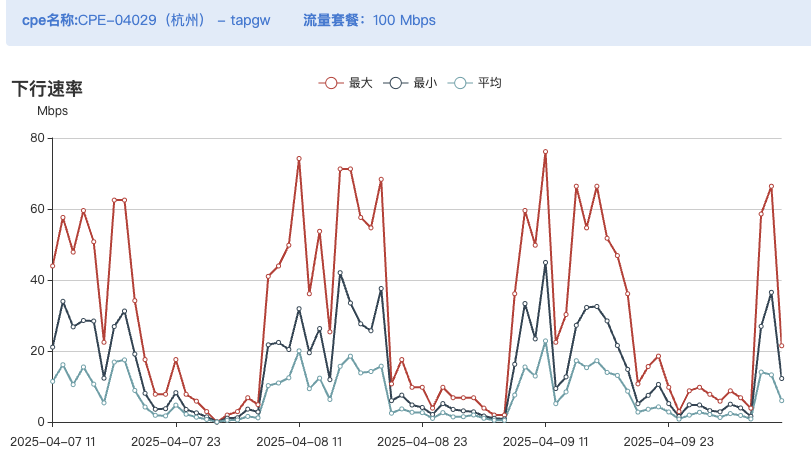 cpe名称:CPE-04029（杭州） - tapgw 流量套餐：100 Mbps
下行速率
最大 最小 平均
Mbps
80
60
40
20
0
2025-04-07 11 2025-04-07 23 2025-04-08 11 2025-04-08 23 2025-04-09 11 2025-04-09 23